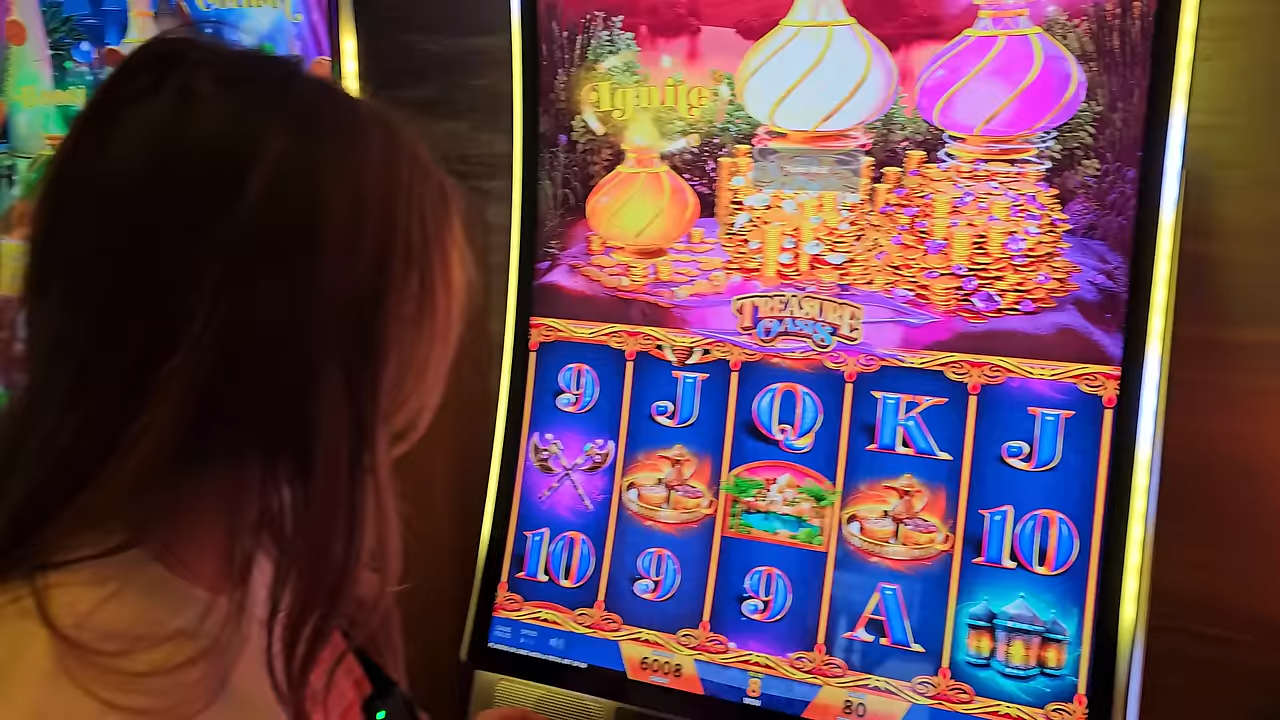 Ignite
TREASURE
OASIS
9 J Q K J
10 9 9 A 10
6008 8 80